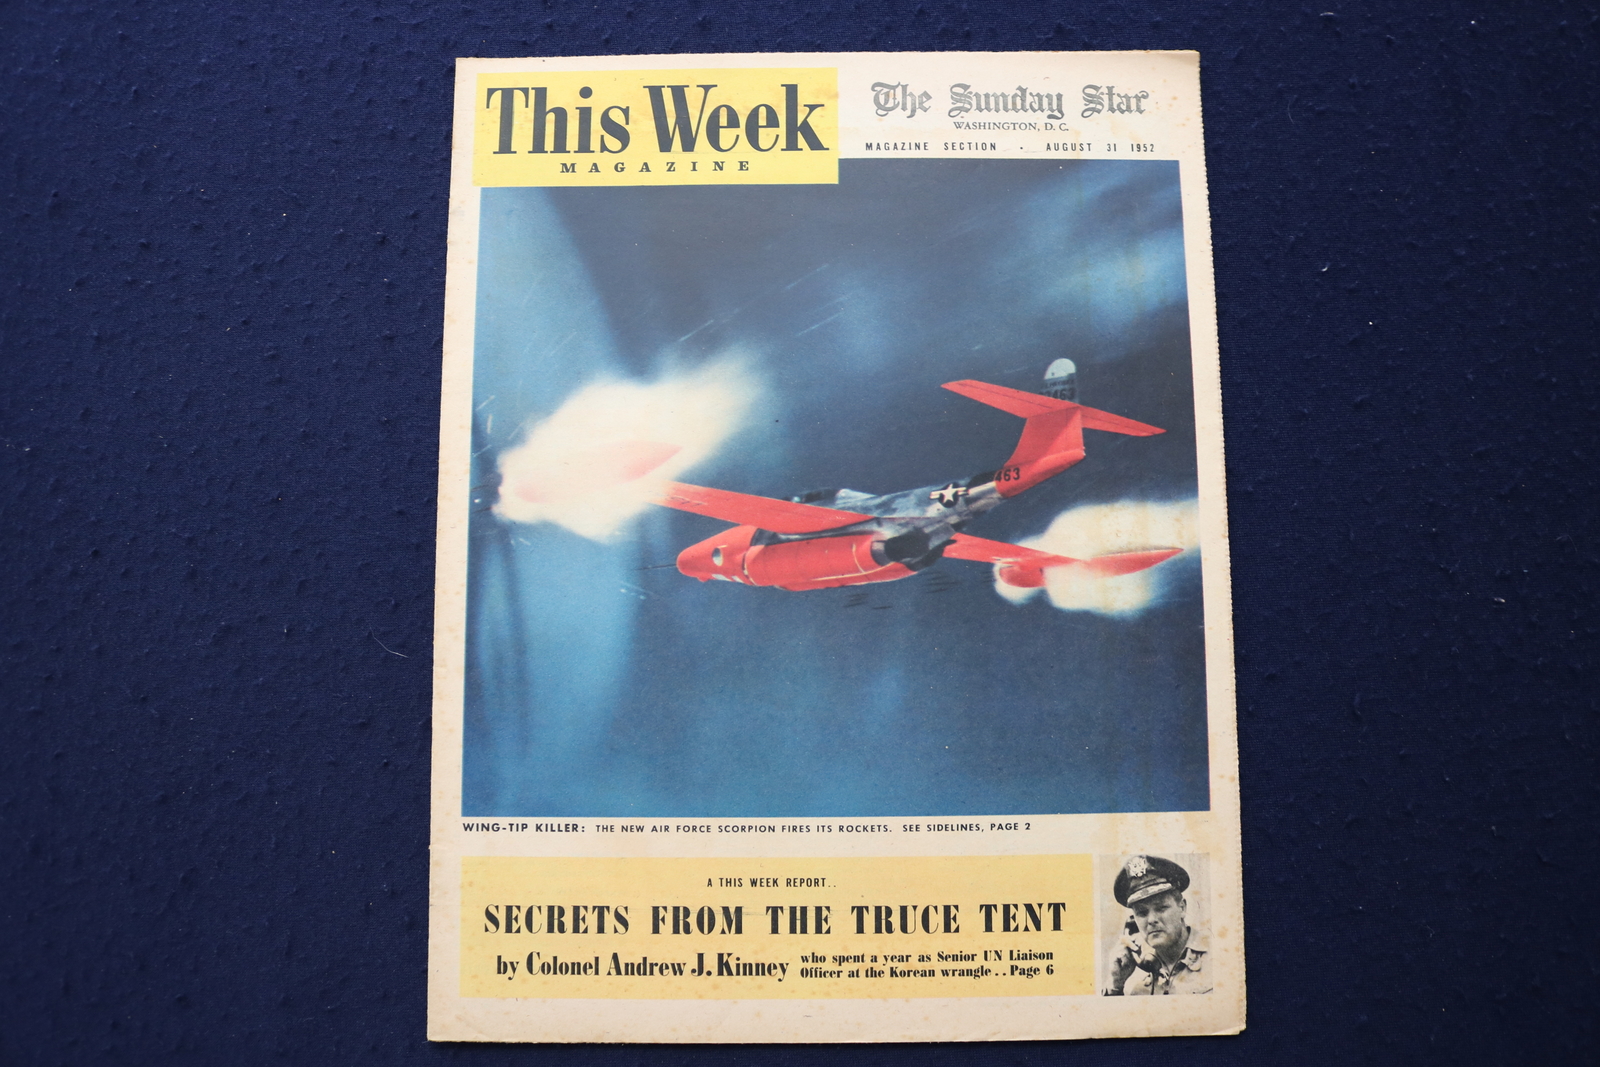 This Week
MAGAZINE
The Sunday Star
WASHINGTON, D. C.
MAGAZINE SECTION · AUGUST 31 1952
463
463
WING-TIP KILLER: THE NEW AIR FORCE SCORPION FIRES ITS ROCKETS. SEE SIDELINES, PAGE 2
A THIS WEEK REPORT..
SECRETS FROM THE TRUCE TENT
by Colonel Andrew J. Kinney
who spent a year as Senior UN Liaison
Officer at the Korean wrangle . . Page 6